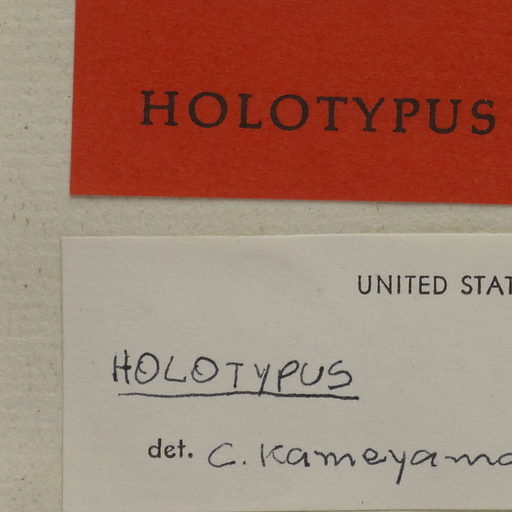 HOLOTYPUS
UNITED STAT
HOLOTYPUS
det. C. Kameyama